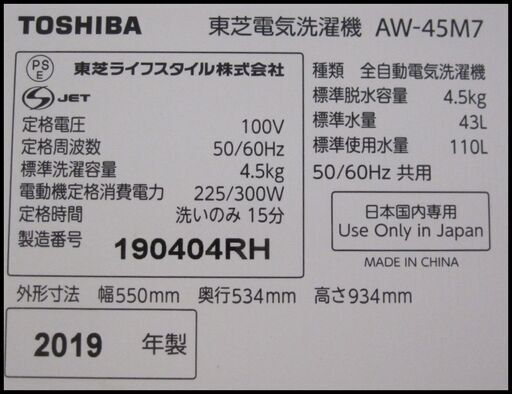 TOSHIBA 東芝電気洗濯機 AW-45M7
PS
E
東芝ライフスタイル株式会社
S JET
定格電圧 100V
定格周波数 50/60Hz
標準洗濯容量 4.5kg
電動機定格消費電力 225/300W
定格時間 洗いのみ 15分
製造番号 190404RH
種類 全自動電気洗濯機
標準脱水容量 4.5kg
標準水量 43L
標準使用水量 110L
50/60Hz 共用
日本国内専用
Use Only in Japan
MADE IN CHINA
外形寸法 幅550mm 奥行534mm 高さ934mm
2019 年製